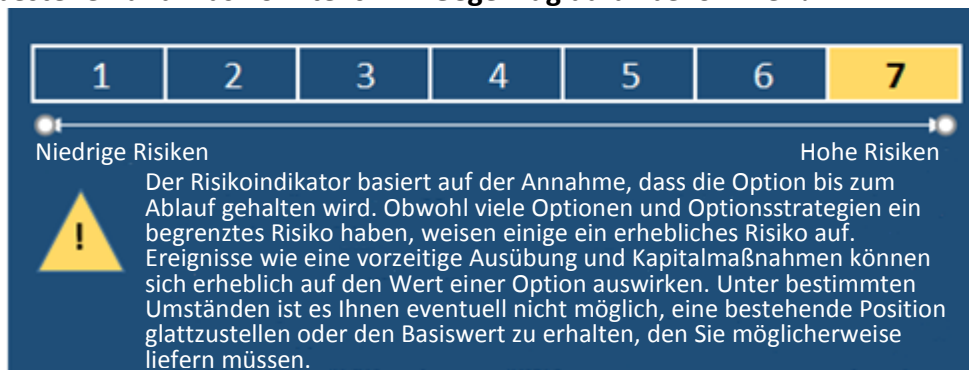 1 2 3 4 5 6 7
Niedrige Risiken Hohe Risiken
Der Risikoindikator basiert auf der Annahme, dass die Option bis zum
Ablauf gehalten wird. Obwohl viele Optionen und Optionsstrategien ein
begrenztes Risiko haben, weisen einige ein erhebliches Risiko auf.
! Ereignisse wie eine vorzeitige Ausübung und Kapitalmaßnahmen können
sich erheblich auf den Wert einer Option auswirken. Unter bestimmten
Umständen ist es Ihnen eventuell nicht möglich, eine bestehende Position
glattzustellen oder den Basiswert zu erhalten, den Sie möglicherweise
liefern müssen.